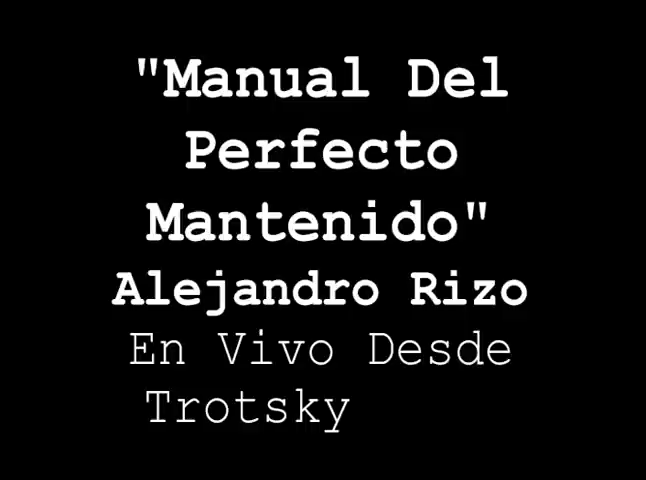 "Manual Del
Perfecto
Mantenido"
Alejandro Rizo
En Vivo Desde
Trotsky